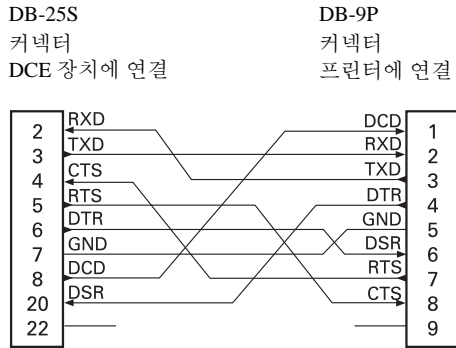 DB-25S
커넥터
DCE 장치에 연결
DB-9P
커넥터
프린터에 연결
2 RXD
3 TXD
4 CTS
5 RTS
6 DTR
7 GND
8 DCD
20 DSR
22
DCD 1
RXD 2
TXD 3
DTR 4
GND 5
DSR 6
RTS 7
CTS 8
9